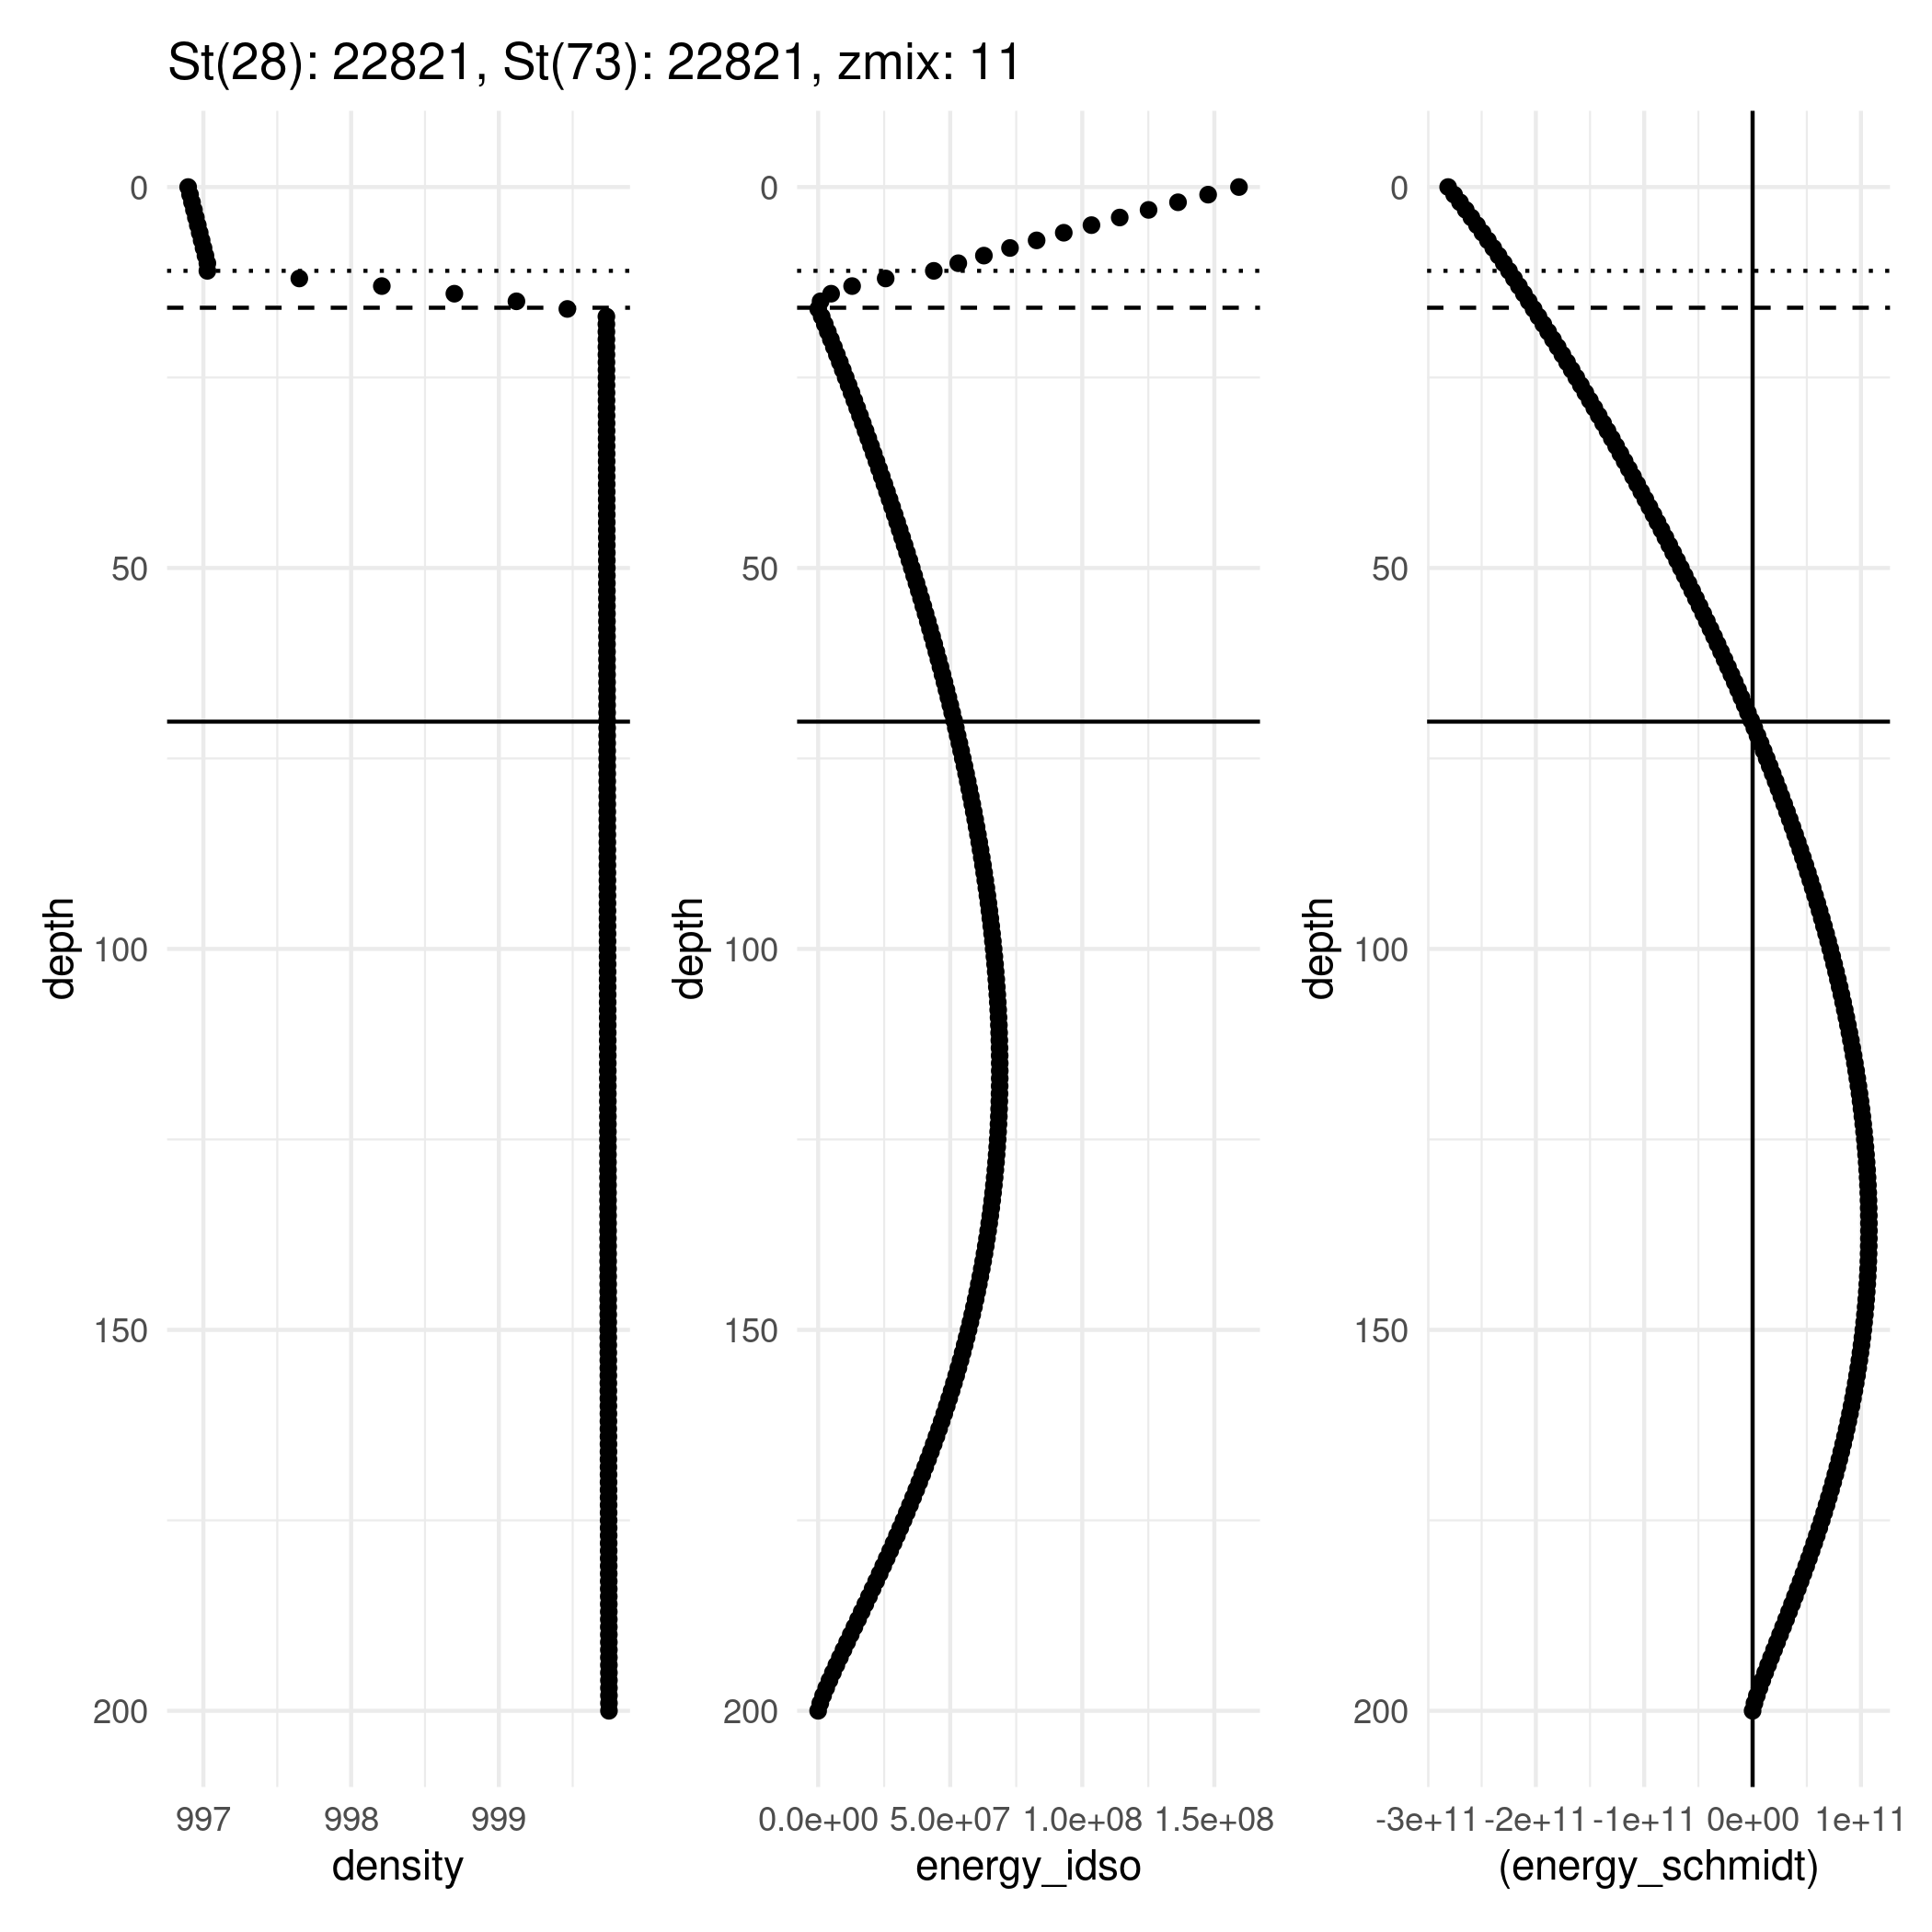 St(28): 22821, St(73): 22821, zmix: 11
0
50
100
150
200
depth
997 998 999
density
0
50
100
150
200
depth
0.0e+00 5.0e+07 1.0e+08 1.5e+08
energy_idso
0
50
100
150
200
depth
-3e+11 -2e+11 -1e+11 0e+00 1e+11
(energy_schmidt)